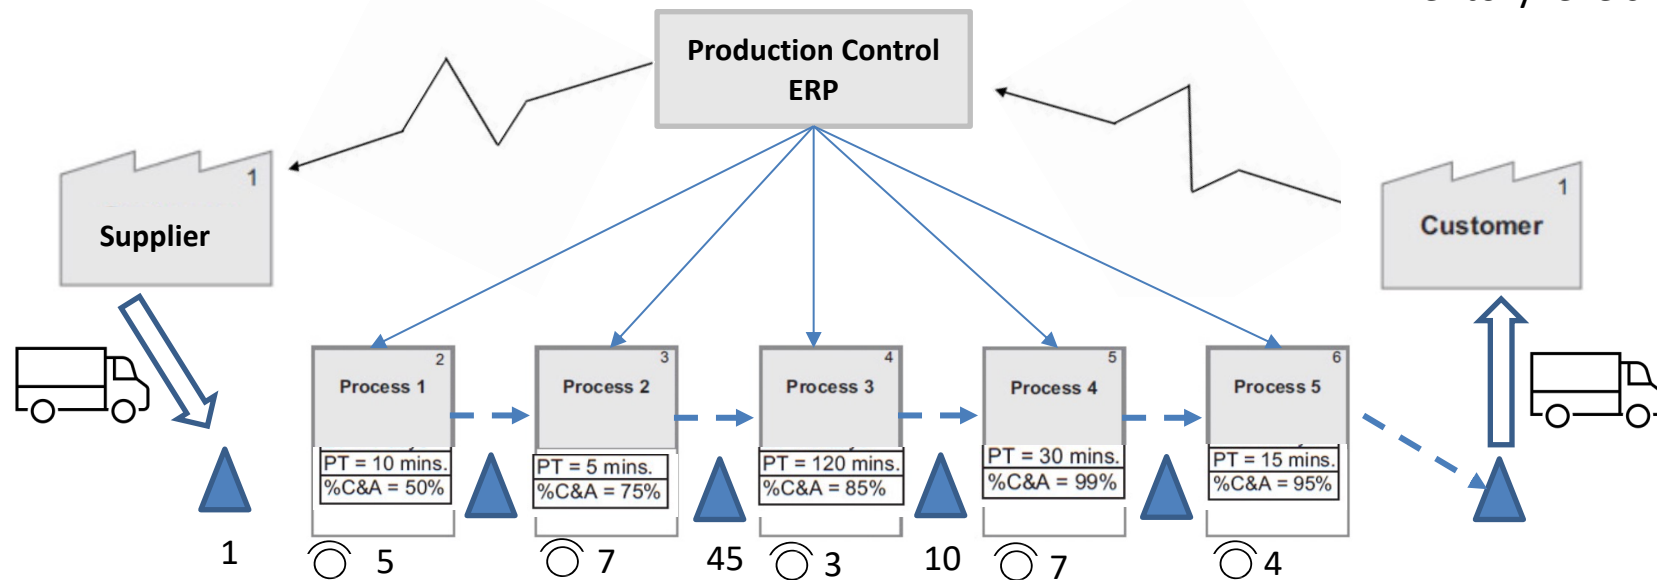 Production Control
ERP
1
Supplier
1
Customer
2
Process 1
3
Process 2
4
Process 3
5
Process 4
6
Process 5
PT = 10 mins.
%C&A = 50%
PT = 5 mins.
%C&A = 75%
PT = 120 mins.
%C&A = 85%
PT = 30 mins.
%C&A = 99%
PT = 15 mins.
%C&A = 95%
1
5
7
45
3
10
7
4